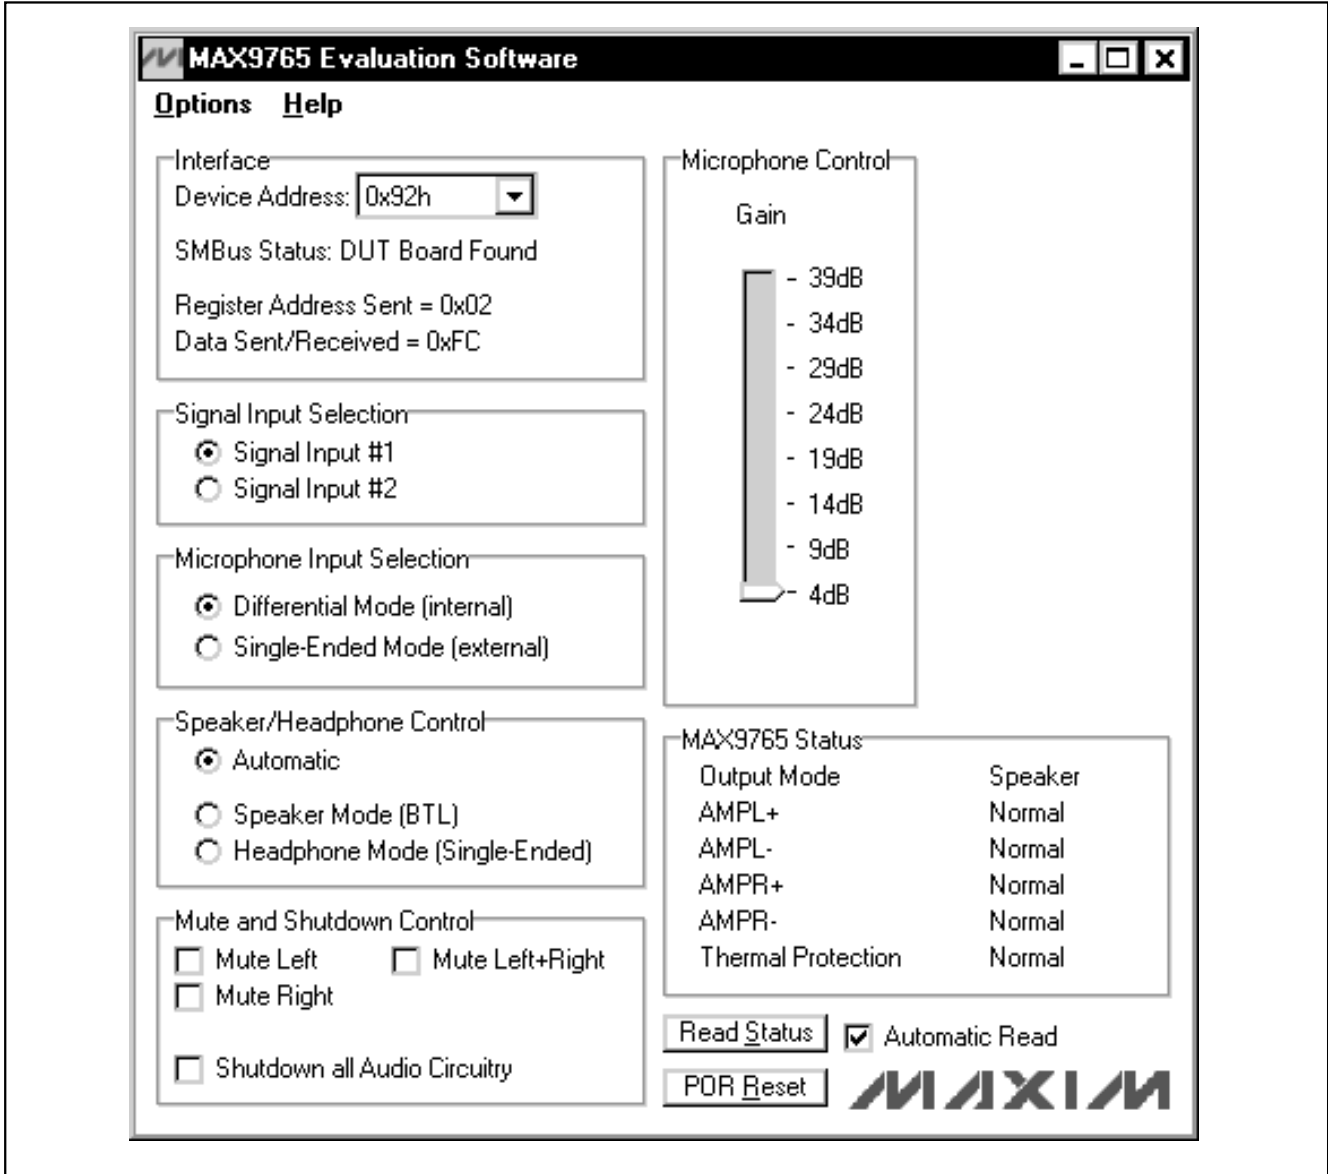 MAX9765 Evaluation Software
Options Help
Interface
Device Address: 0x92h
SMBus Status: DUT Board Found
Register Address Sent = 0x02
Data Sent/Received = 0xFC
Signal Input Selection
Signal Input #1
Signal Input #2
Microphone Input Selection
Differential Mode (internal)
Single-Ended Mode (external)
Speaker/Headphone Control
Automatic
Speaker Mode (BTL)
Headphone Mode (Single-Ended)
Mute and Shutdown Control
Mute Left Mute Left+Right
Mute Right
Shutdown all Audio Circuitry
Microphone Control
Gain
- 39dB
- 34dB
- 29dB
- 24dB
- 19dB
- 14dB
- 9dB
- 4dB
MAX9765 Status
Output Mode Speaker
AMPL+ Normal
AMPL- Normal
AMPR+ Normal
AMPR- Normal
Thermal Protection Normal
Read Status Automatic Read
POR Reset MAXIM